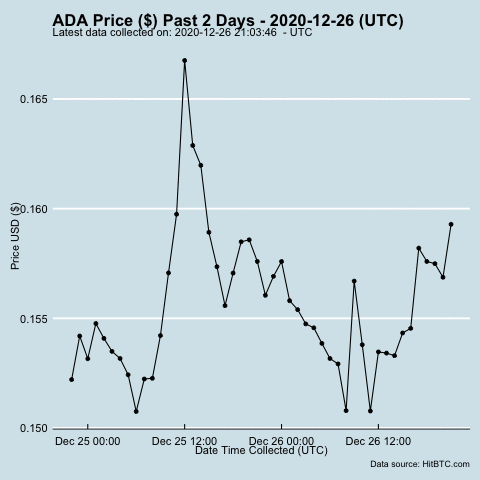 ADA Price ($) Past 2 Days - 2020-12-26 (UTC)
Latest data collected on: 2020-12-26 21:03:46  - UTC
Price USD ($)
0.165
0.160
0.155
0.150
Dec 25 00:00 Dec 25 12:00 Dec 26 00:00 Dec 26 12:00
Date Time Collected (UTC)
Data source: HitBTC.com